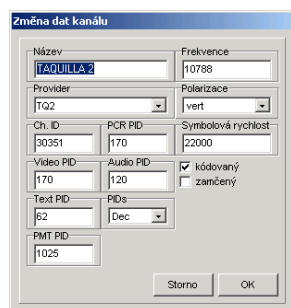 Změna dat kanálu
Název Frekvence
TAQUILLA 2 10788
Provider Polarizace
TQ2 vert
Ch. ID PCR PID Symbolová rychlost
30351 170 22000
Video PID Audio PID kódovaný
170 120 zamčený
Text PID PIDs
62 Dec
PMT PID
1025
Storno OK